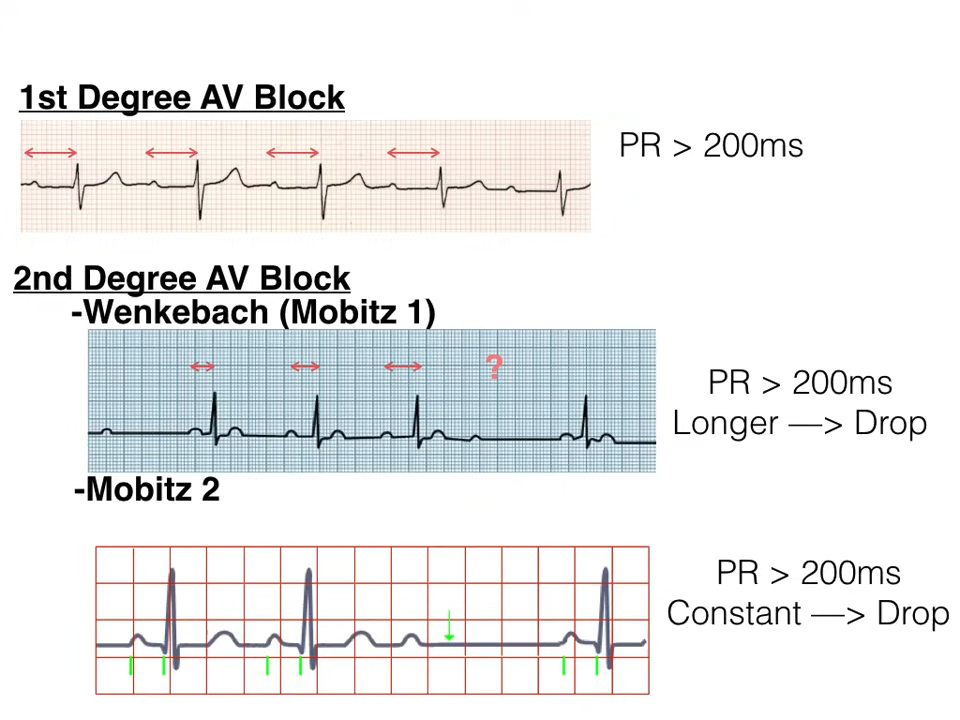 1st Degree AV Block
PR > 200ms
2nd Degree AV Block
-Wenkebach (Mobitz 1)
?
PR > 200ms
Longer —> Drop
-Mobitz 2
PR > 200ms
Constant —> Drop